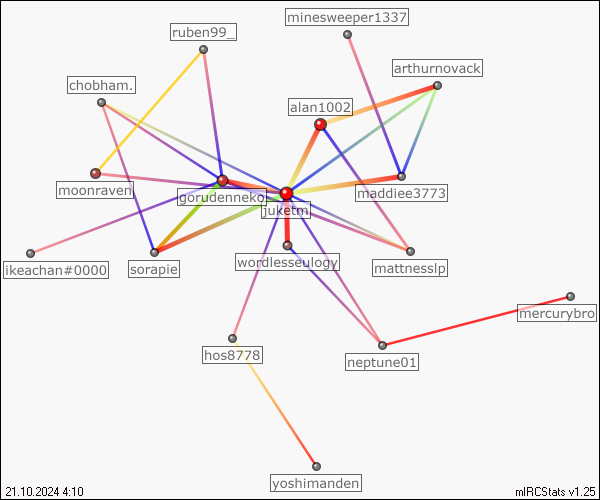 minesweeper1337
ruben99_
arthurnovack
chobham.
alan1002
moonraven
gorudenneko
maddiee3773
juketm
ikeachan#0000
sorapie
wordlesseulogy
mattnesslp
mercurybro
hos8778
neptune01
yoshimanden
21.10.2024 4:10
mIRCStats v1.25